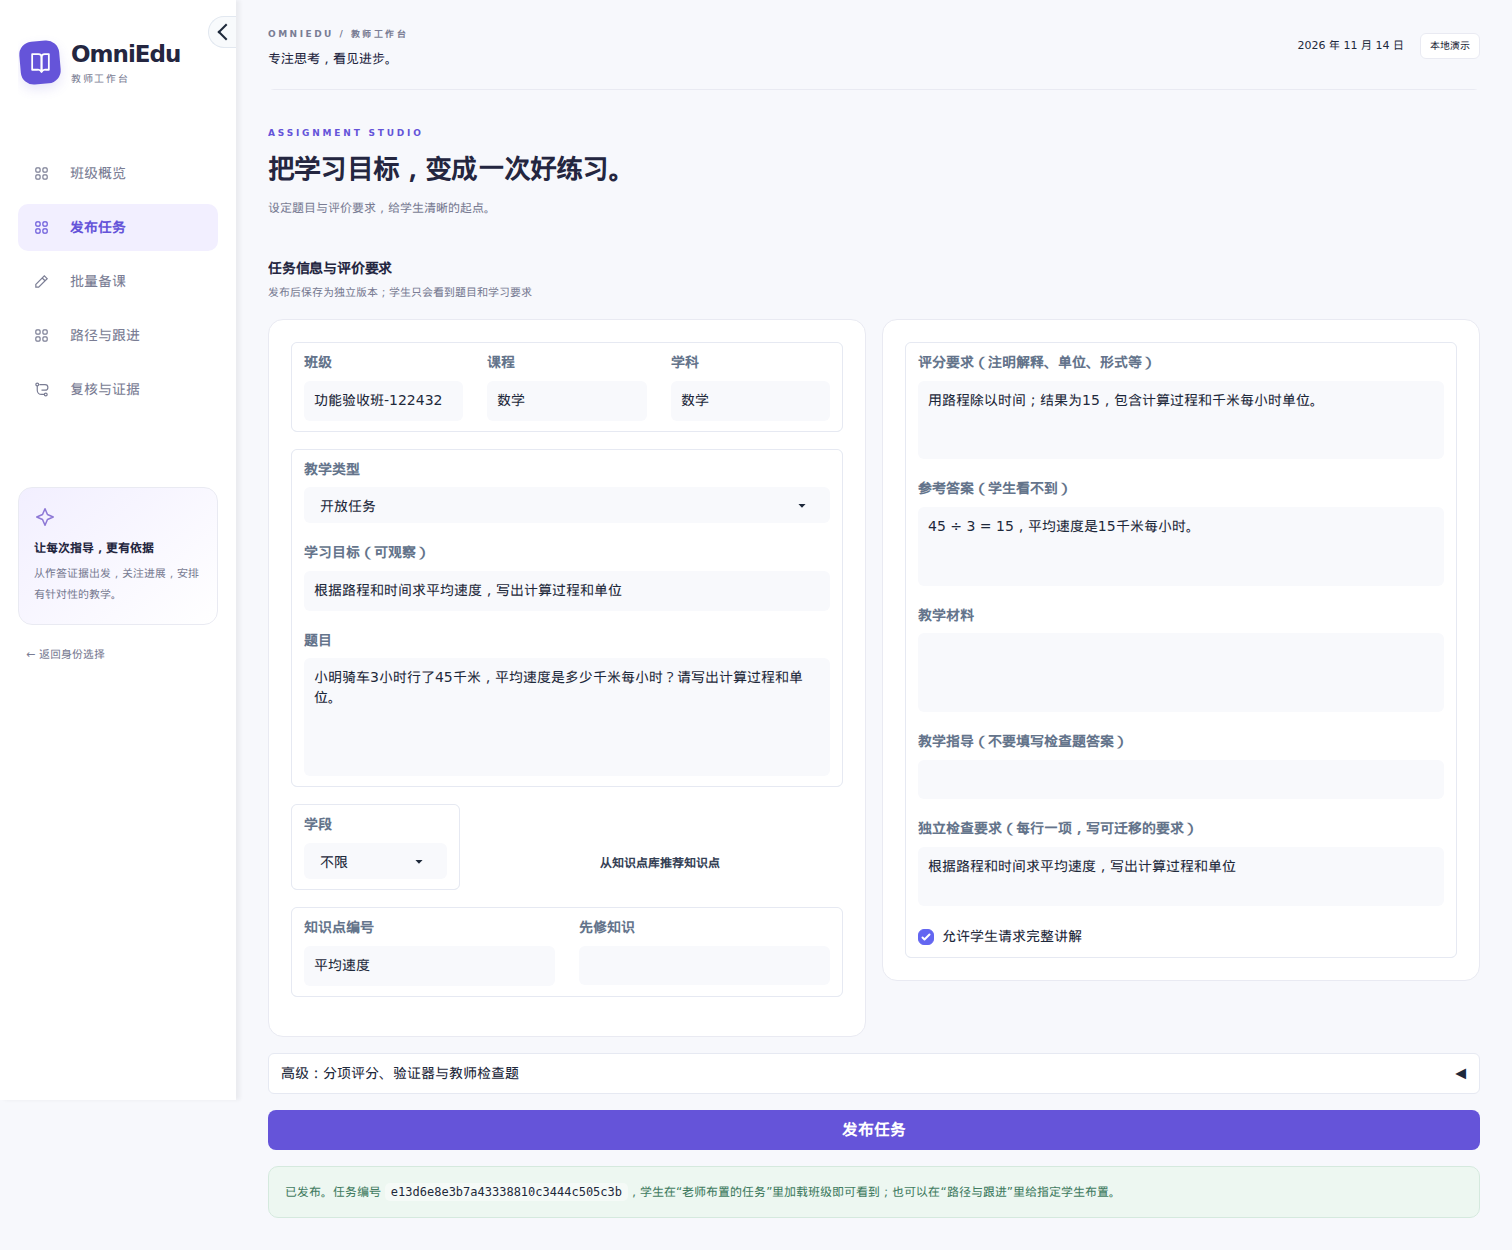 OmniEdu
教师工作台
班级概览
发布任务
批量备课
路径与跟进
复核与证据
让每次指导，更有依据
从作答证据出发，关注进展，安排
有针对性的教学。
← 返回身份选择
OMNIEDU / 教师工作台
专注思考，看见进步。
2026 年 11 月 14 日
本地演示
ASSIGNMENT STUDIO
把学习目标，变成一次好练习。
设定题目与评价要求，给学生清晰的起点。
任务信息与评价要求
发布后保存为独立版本；学生只会看到题目和学习要求
班级
课程
学科
功能验收班-122432
数学
数学
教学类型
开放任务
学习目标（可观察）
根据路程和时间求平均速度，写出计算过程和单位
题目
小明骑车3小时行了45千米，平均速度是多少千米每小时？请写出计算过程和单
位。
学段
不限
从知识点库推荐知识点
知识点编号
先修知识
平均速度
评分要求（注明解释、单位、形式等）
用路程除以时间；结果为15，包含计算过程和千米每小时单位。
参考答案（学生看不到）
45 ÷ 3 = 15，平均速度是15千米每小时。
教学材料
教学指导（不要填写检查题答案）
独立检查要求（每行一项，写可迁移的要求）
根据路程和时间求平均速度，写出计算过程和单位
允许学生请求完整讲解
高级：分项评分、验证器与教师检查题
发布任务
已发布。任务编号 e13d6e8e3b7a43338810c3444c505c3b，学生在“老师布置的任务”里加载班级即可看到；也可以在“路径与跟进”里给指定学生布置。